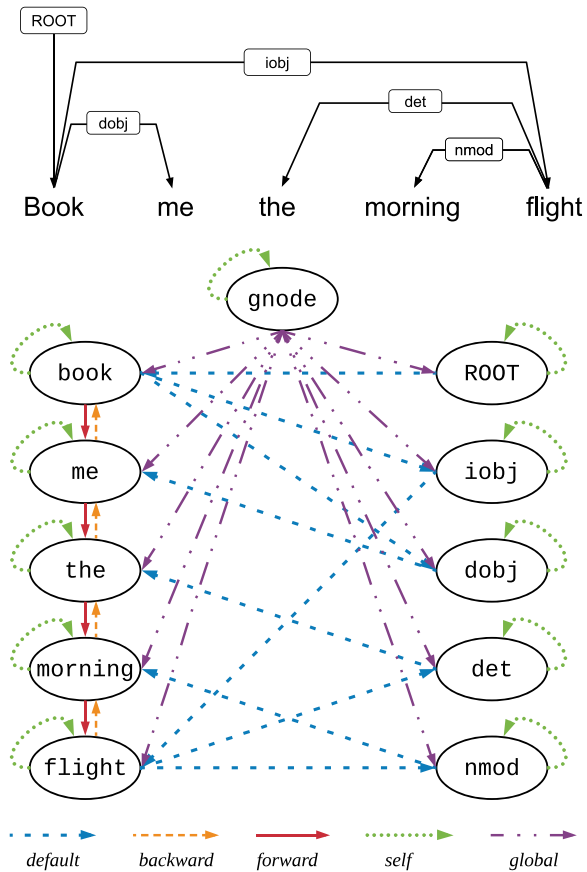 ROOT
iobj
det
dobj
nmod
Book me the morning flight
gnode
book ROOT
me iobj
the dobj
morning det
flight nmod
default backward forward self global